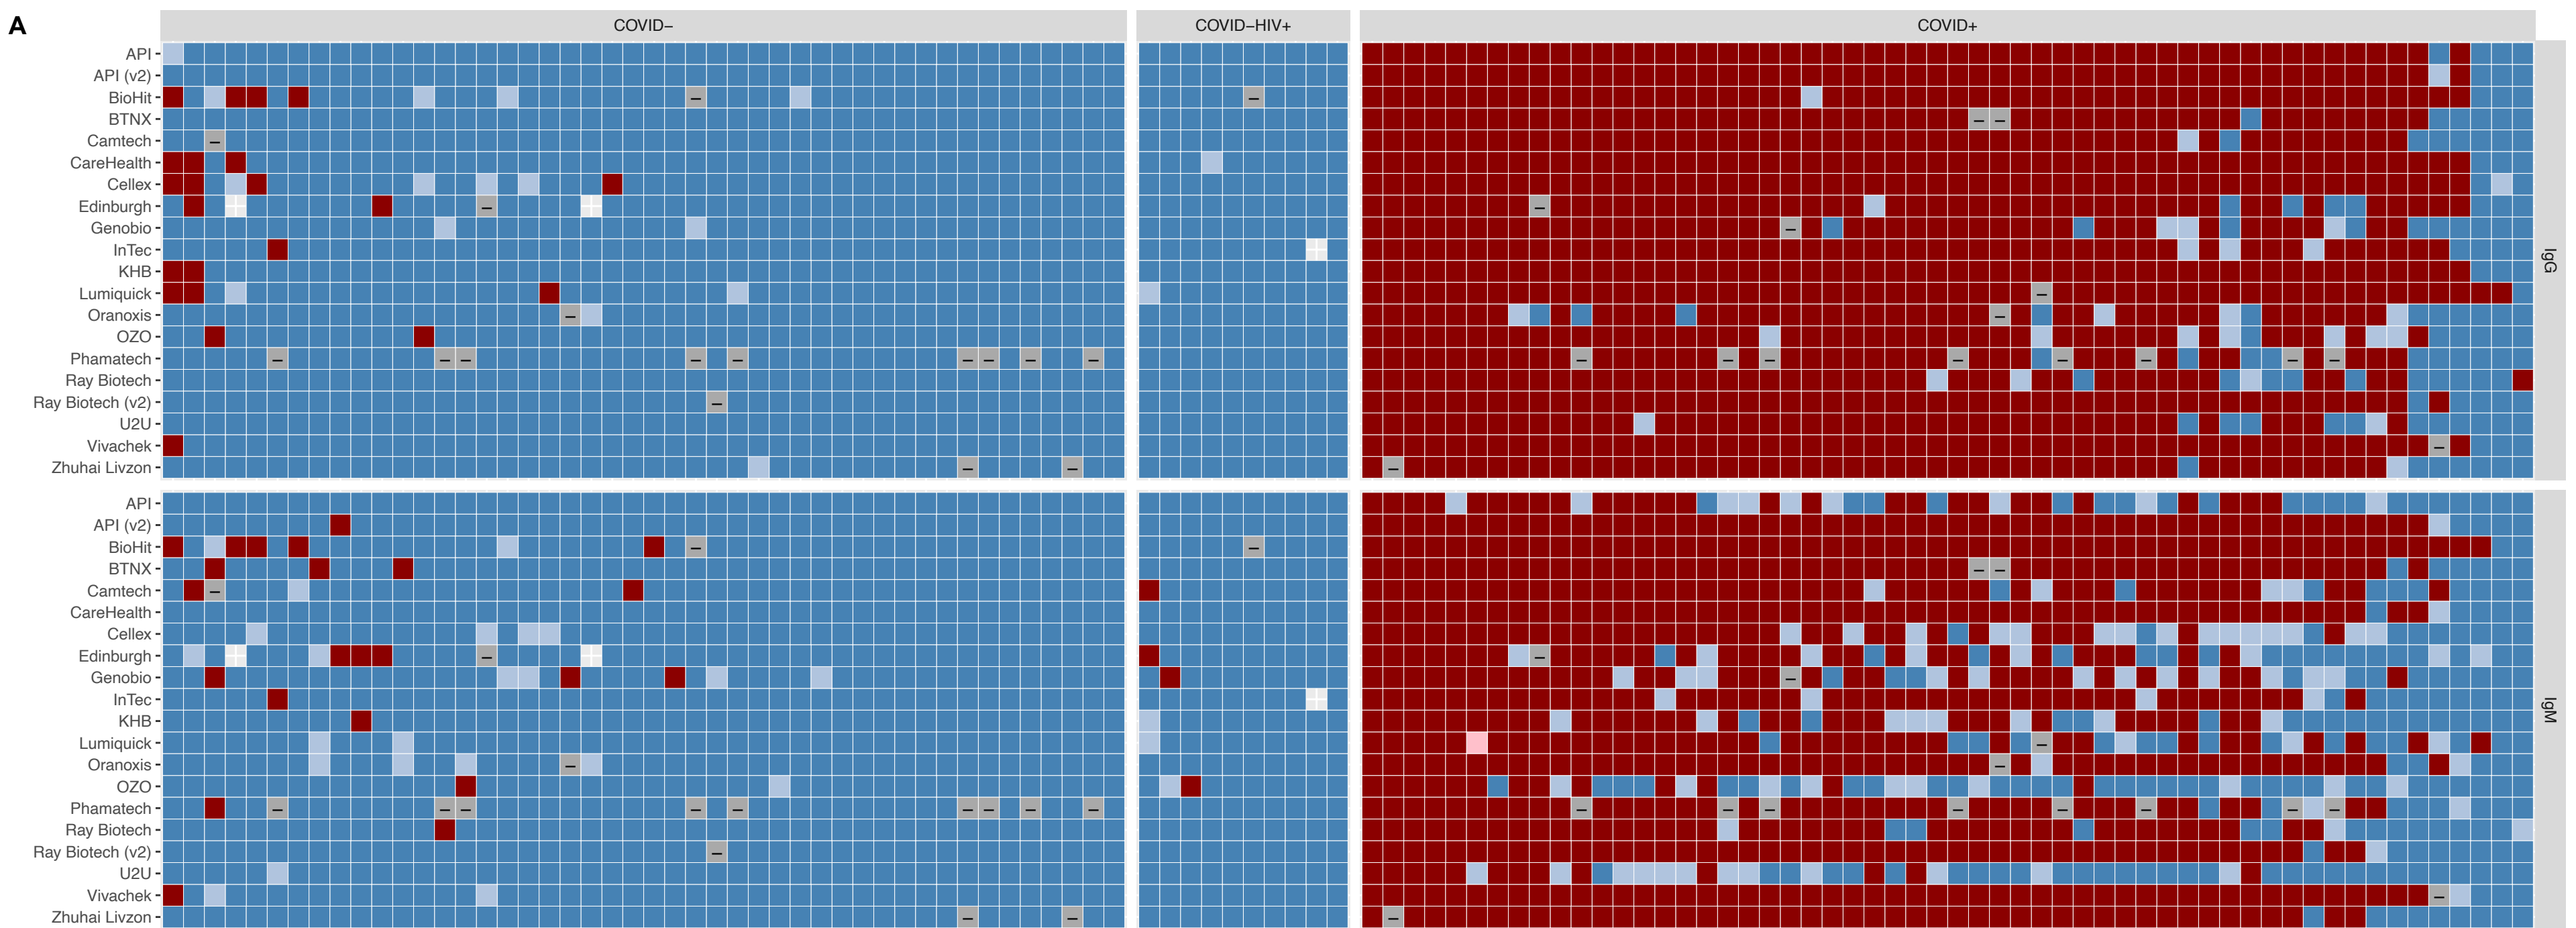 A
COVID− COVID−HIV+ COVID+
API
API (v2)
BioHit
BTNX
Camtech
CareHealth
Cellex
Edinburgh
Genobio
InTec
KHB
Lumiquick
Oranoxis
OZO
Phamatech
Ray Biotech
Ray Biotech (v2)
U2U
Vivachek
Zhuhai Livzon
IgG
API
API (v2)
BioHit
BTNX
Camtech
CareHealth
Cellex
Edinburgh
Genobio
InTec
KHB
Lumiquick
Oranoxis
OZO
Phamatech
Ray Biotech
Ray Biotech (v2)
U2U
Vivachek
Zhuhai Livzon
IgM